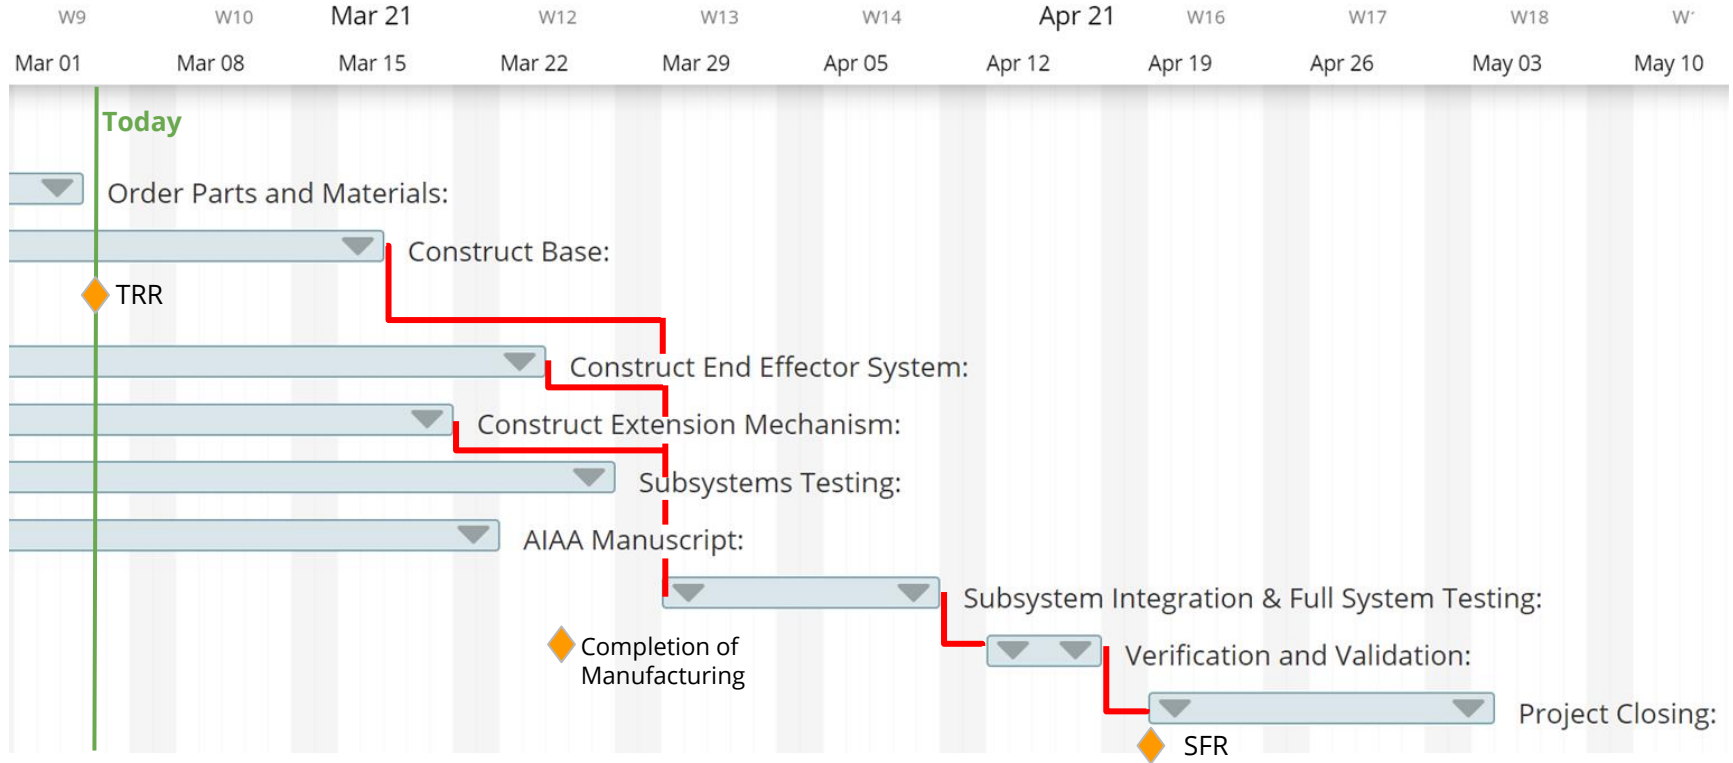 W9 W10 Mar 21 W12 W13 W14 Apr 21 W16 W17 W18
Mar 01 Mar 08 Mar 15 Mar 22 Mar 29 Apr 05 Apr 12 Apr 19 Apr 26 May 03 May 10
Today
Order Parts and Materials:
Construct Base:
TRR
Construct End Effector System:
Construct Extension Mechanism:
Subsystems Testing:
AIAA Manuscript:
Subsystem Integration & Full System Testing:
Completion of
Manufacturing
Verification and Validation:
Project Closing:
SFR